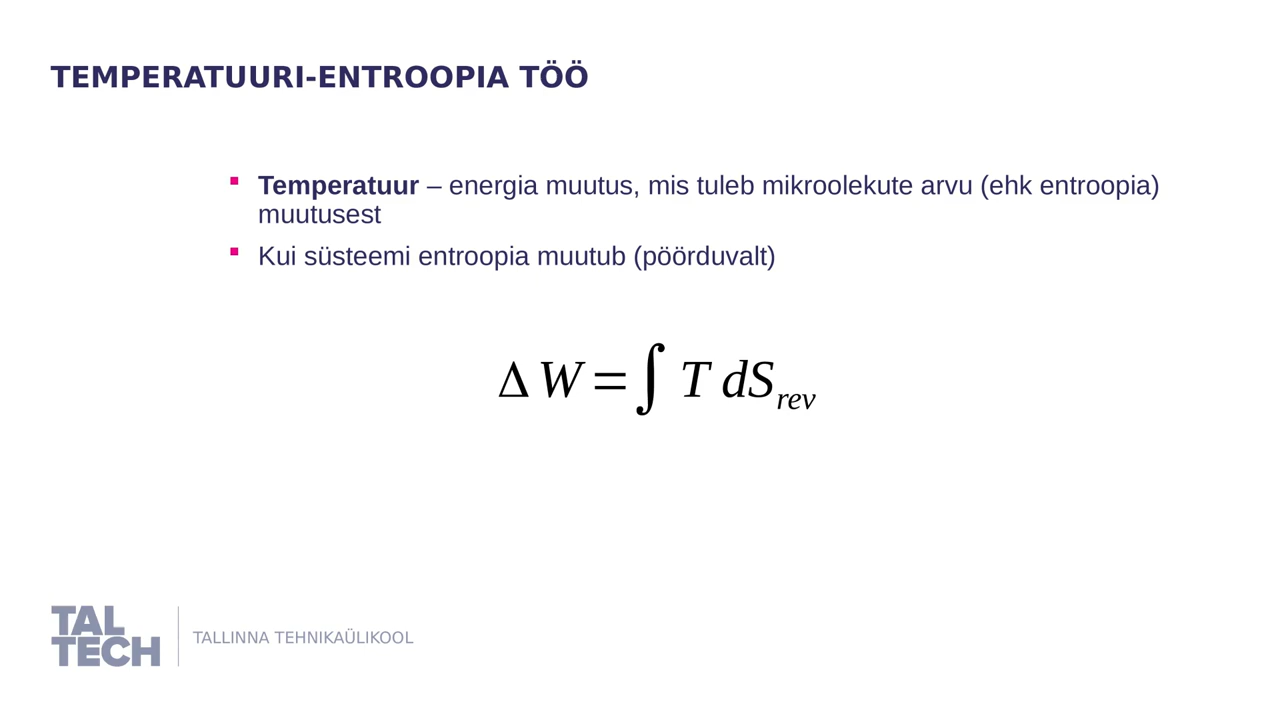 TEMPERATUURI-ENTROOPIA TÖÖ
Temperatuur – energia muutus, mis tuleb mikroolekute arvu (ehk entroopia)
muutusest
Kui süsteemi entroopia muutub (pöörduvalt)
Δ W = ∫ T dS_rev
TAL
TECH
TALLINNA TEHNIKAÜLIKOOL